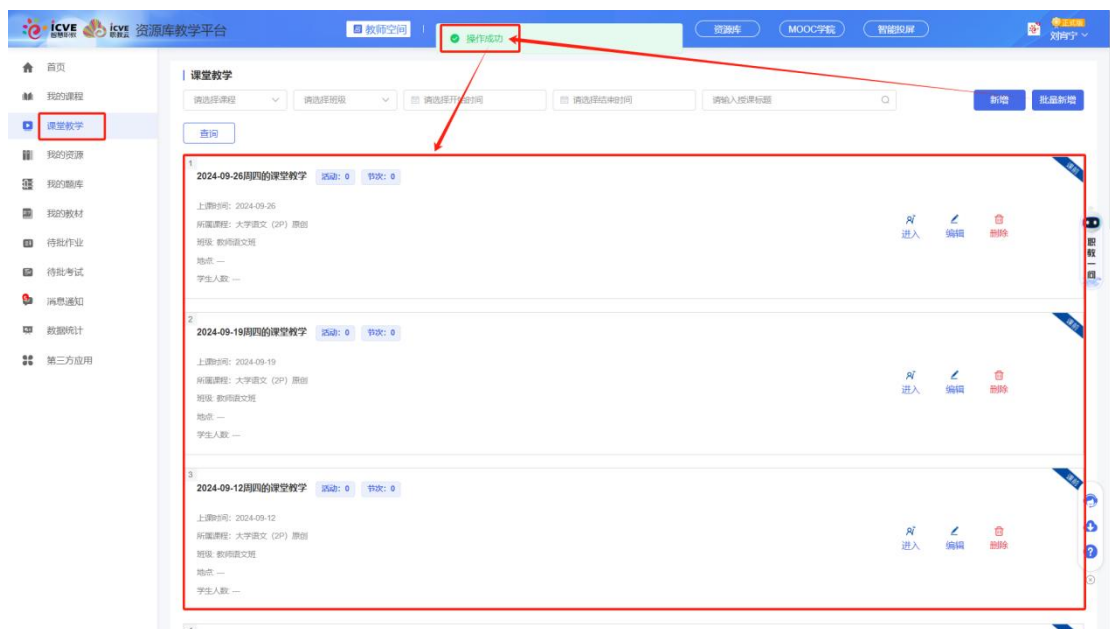 icve 智慧职教 icve 职教云 资源库教学平台
教师空间
操作成功
资源库 MOOC学院 智能投屏
正式版
首页
我的课程
课堂教学
我的资源
我的题库
我的教材
待批作业
待批考试
消息通知
数据统计
第三方应用
课堂教学
请选择课程 请选择班级 请选择开始时间 请选择结束时间 请输入授课标题 新增 批量新增
查询
1
2024-09-26周四的课堂教学 活动: 0 节次: 0 课前
上课时间: 2024-09-26
所属课程: 大学语文 (2P) 原创
班级: 教师语文班
地点: —
学生人数: —
进入 编辑 删除
2
2024-09-19周四的课堂教学 活动: 0 节次: 0 课前
上课时间: 2024-09-19
所属课程: 大学语文 (2P) 原创
班级: 教师语文班
地点: —
学生人数: —
进入 编辑 删除
3
2024-09-12周四的课堂教学 活动: 0 节次: 0 课前
上课时间: 2024-09-12
所属课程: 大学语文 (2P) 原创
班级: 教师语文班
地点: —
学生人数: —
进入 编辑 删除
职教一问